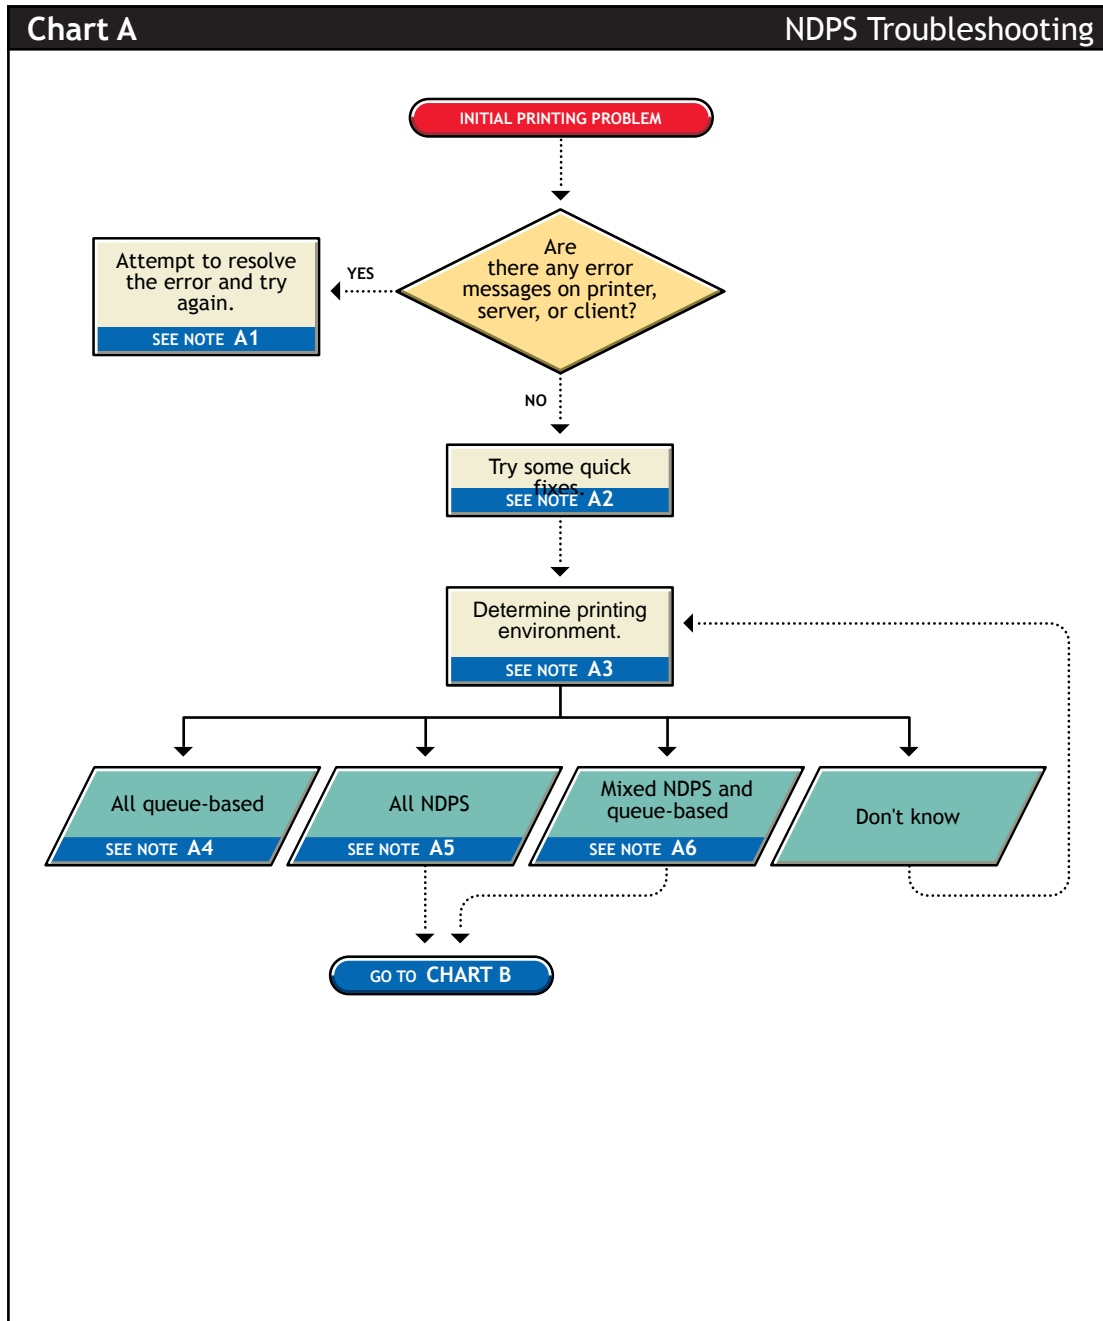 Chart A
NDPS Troubleshooting
INITIAL PRINTING PROBLEM
Are
there any error
messages on printer,
server, or client?
YES
Attempt to resolve
the error and try
again.
SEE NOTE A1
NO
Try some quick
fixes.
SEE NOTE A2
Determine printing
environment.
SEE NOTE A3
All queue-based
SEE NOTE A4
All NDPS
SEE NOTE A5
Mixed NDPS and
queue-based
SEE NOTE A6
Don't know
GO TO CHART B